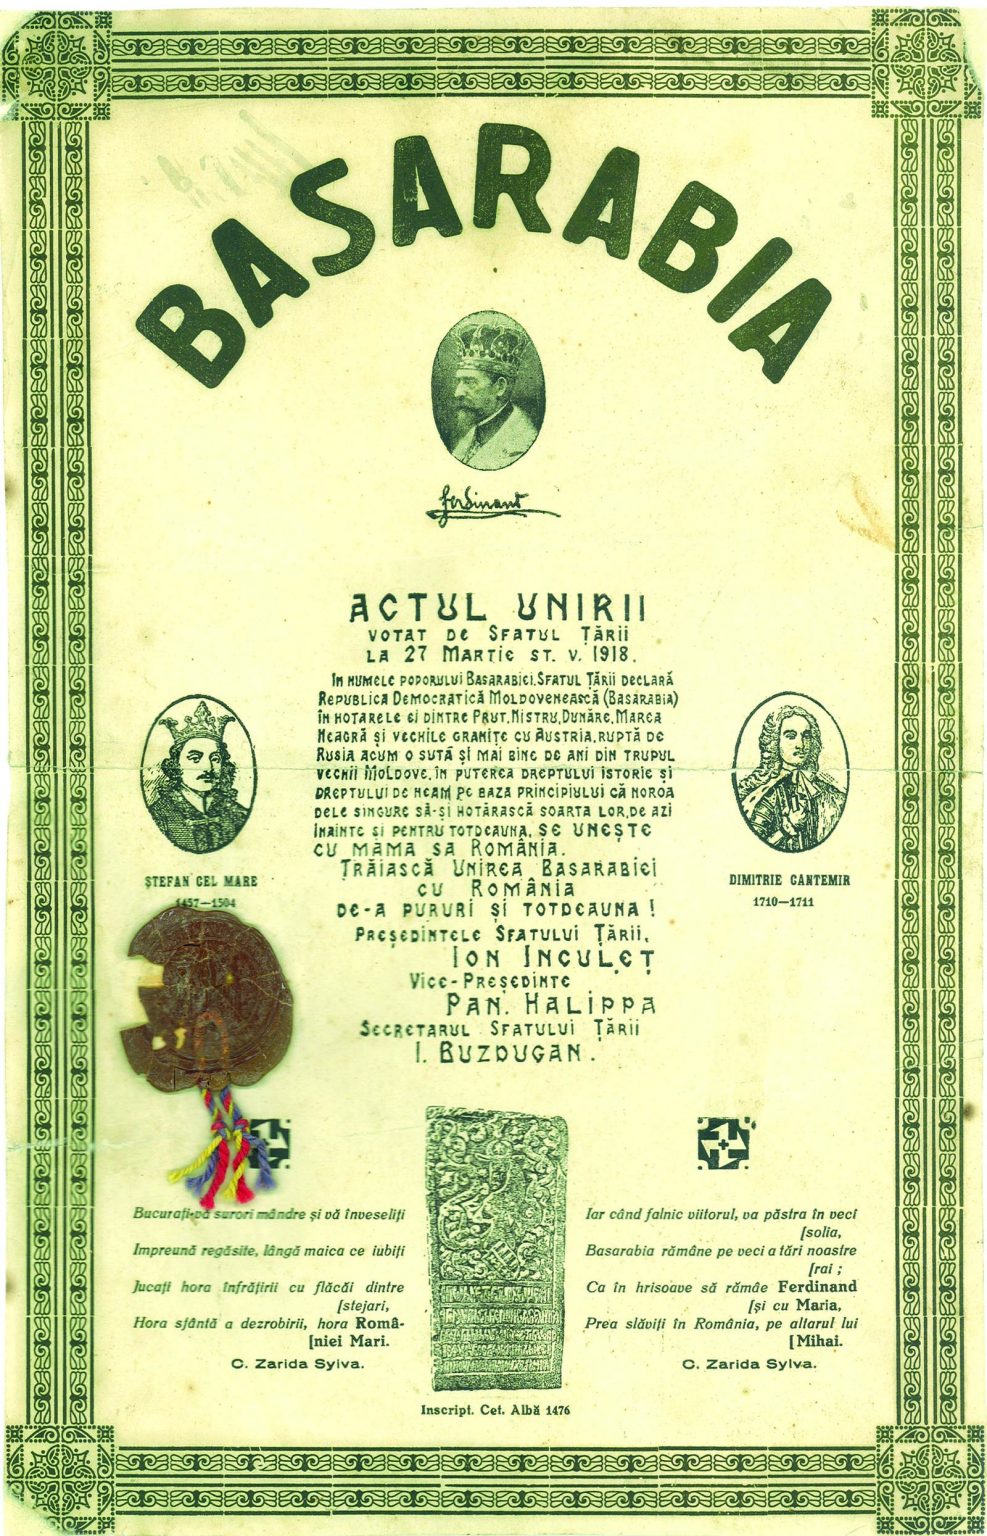 BASARABIA
Ferdinand
ACTUL UNIRII
VOTAT DE SFATUL ȚĂRII
LA 27 MARTIE ST. V. 1918.
ÎN NUMELE POPORULUI BASARABIEI, SFATUL ȚĂRII DECLARĂ
REPUBLICA DEMOCRATICĂ MOLDOVENEASCĂ (BASARABIA)
ÎN HOTARELE EI DINTRE PRUT, NISTRU, DUNĂRE, MAREA
NEAGRĂ ȘI VECHILE GRANIȚE CU AUSTRIA, RUPTĂ DE
RUSIA ACUM O SUTĂ ȘI MAI BINE DE ANI DIN TRUPUL
VECHII MOLDOVE. ÎN PUTEREA DREPTULUI ISTORIC ȘI
DREPTULUI DE NEAM, PE BAZA PRINCIPIULUI CĂ NOROA
DELE SINGURE SĂ-ȘI HOTĂRASCĂ SOARTA LOR, DE AZI
ÎNAINTE ȘI PENTRU TOTDEAUNA, SE UNEȘTE
CU MAMA SA ROMÂNIA.
TRĂIASCĂ UNIREA BASARABIEI
CU ROMÂNIA
DE-A PURURI ȘI TOTDEAUNA!
PREȘEDINTELE SFATULUI ȚĂRII,
ION INCULEȚ
VICE-PREȘEDINTE
PAN. HALIPPA
SECRETARUL SFATULUI ȚĂRII
I. BUZDUGAN.
ȘTEFAN CEL MARE
1457—1504
DIMITRIE CANTEMIR
1710—1711
Bucurați-vă surori mândre și vă înveseliți
Impreună regăsite, lângă maica ce iubiți
Jucați hora înfrățirii cu flăcăi dintre
[stejari,
Hora sfântă a dezrobirii, hora Româ-
[niei Mari.
C. Zarida Sylva.
Inscript. Cet. Albă 1476
Iar când falnic viitorul, va păstra în veci
[solia,
Basarabia rămâne pe veci a țării noastre
[rai ;
Ca în hrisoave să rămâe Ferdinand
[și cu Maria,
Prea slăviți în România, pe altarul lui
[Mihai.
C. Zarida Sylva.